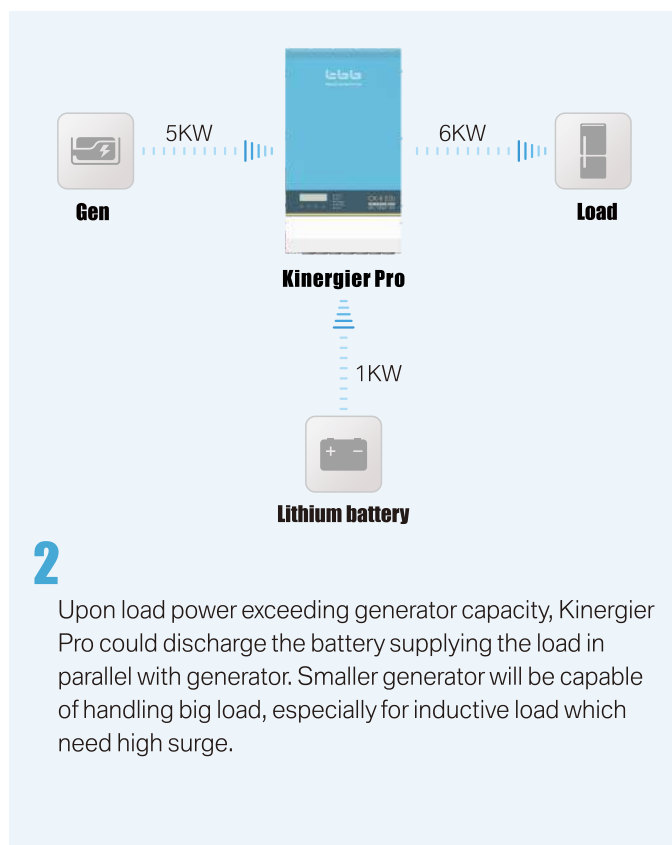 kbb
5KW
6KW
Gen
Load
Kinergier Pro
1KW
+ −
Lithium battery
2
Upon load power exceeding generator capacity, Kinergier
Pro could discharge the battery supplying the load in
parallel with generator. Smaller generator will be capable
of handling big load, especially for inductive load which
need high surge.